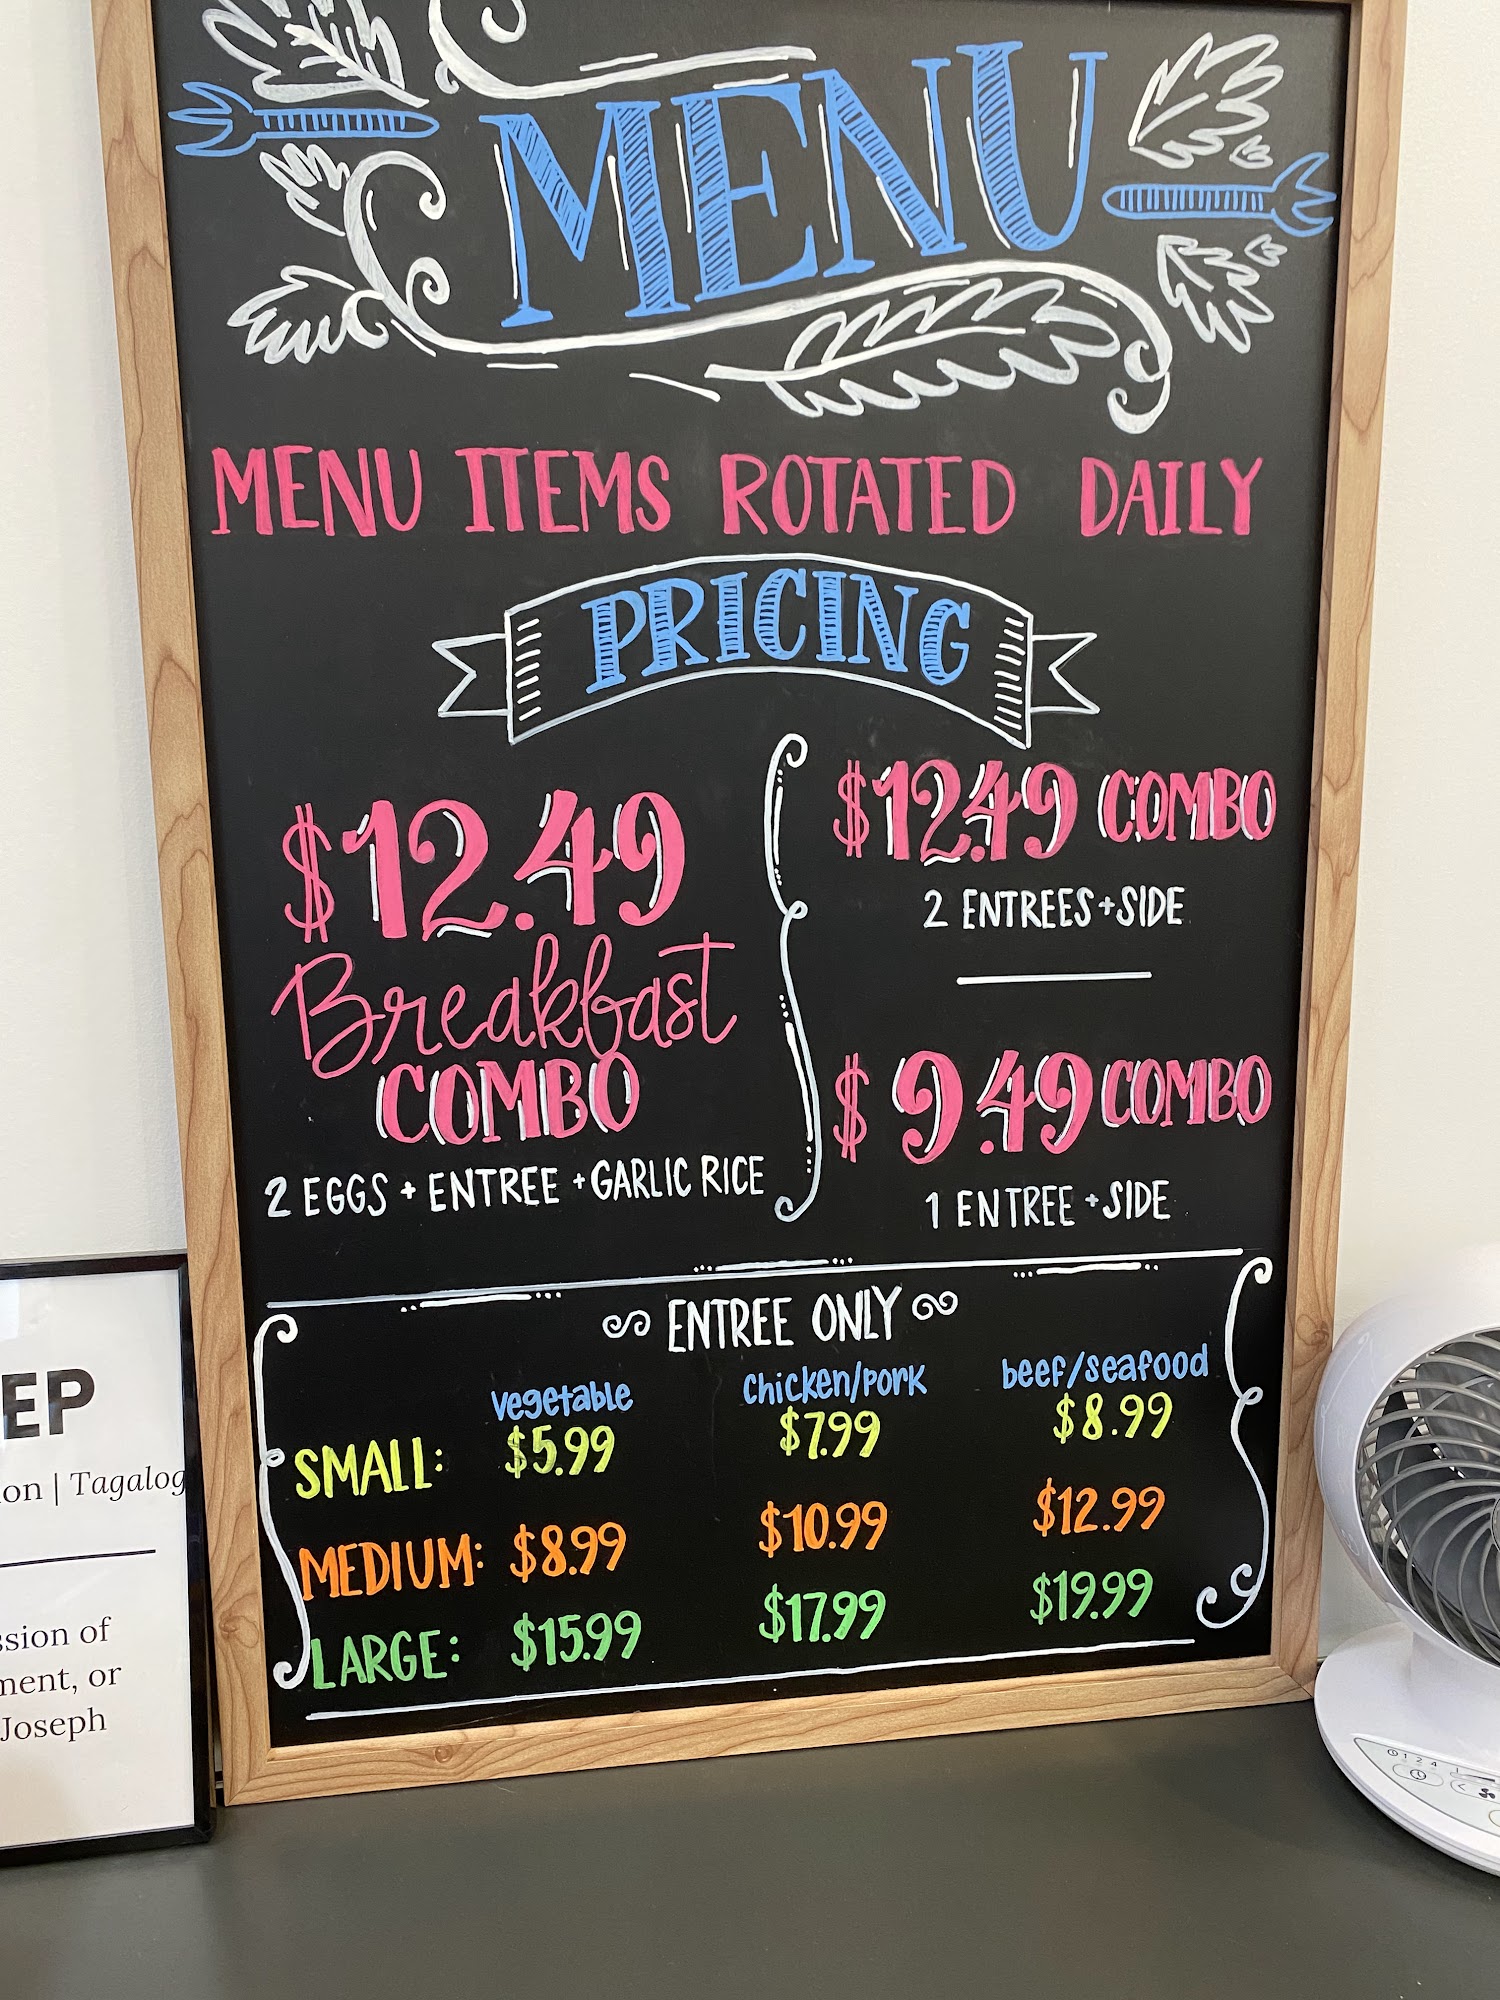 MENU
MENU ITEMS ROTATED DAILY
PRICING
$12.49
Breakfast
COMBO
2 EGGS + ENTREE + GARLIC RICE
$12.49 COMBO
2 ENTREES + SIDE
$9.49 COMBO
1 ENTREE + SIDE
ENTREE ONLY
vegetable chicken/pork beef/seafood
SMALL: $5.99 $7.99 $8.99
MEDIUM: $8.99 $10.99 $12.99
LARGE: $15.99 $17.99 $19.99
EP
on | Tagalog
ssion of
ment, or
Joseph
1 2 4